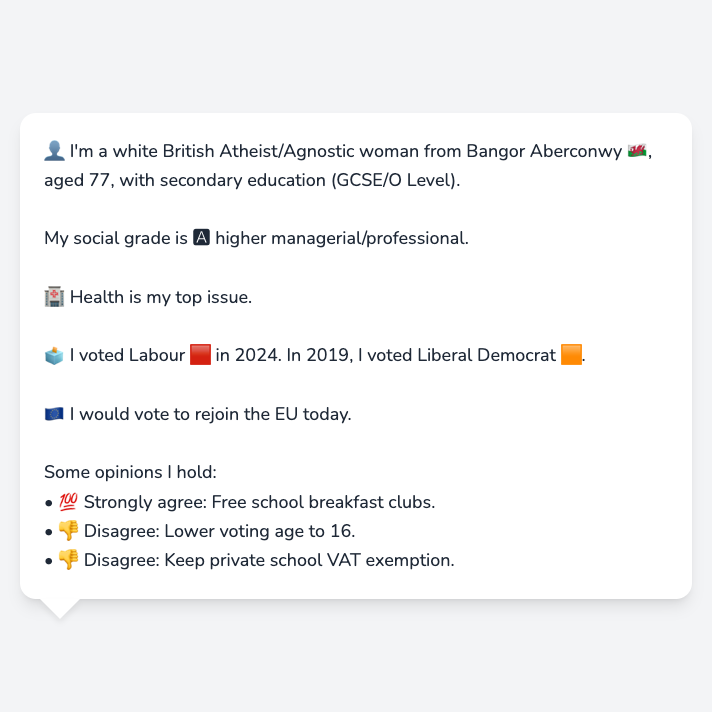 👤 I'm a white British Atheist/Agnostic woman from Bangor Aberconwy 🏴󠁧󠁢󠁷󠁬󠁳󠁿,
aged 77, with secondary education (GCSE/O Level).
My social grade is 🅰 higher managerial/professional.
🏥 Health is my top issue.
🗳️ I voted Labour 🟥 in 2024. In 2019, I voted Liberal Democrat 🟧.
🇪🇺 I would vote to rejoin the EU today.
Some opinions I hold:
• 💯 Strongly agree: Free school breakfast clubs.
• 👎 Disagree: Lower voting age to 16.
• 👎 Disagree: Keep private school VAT exemption.